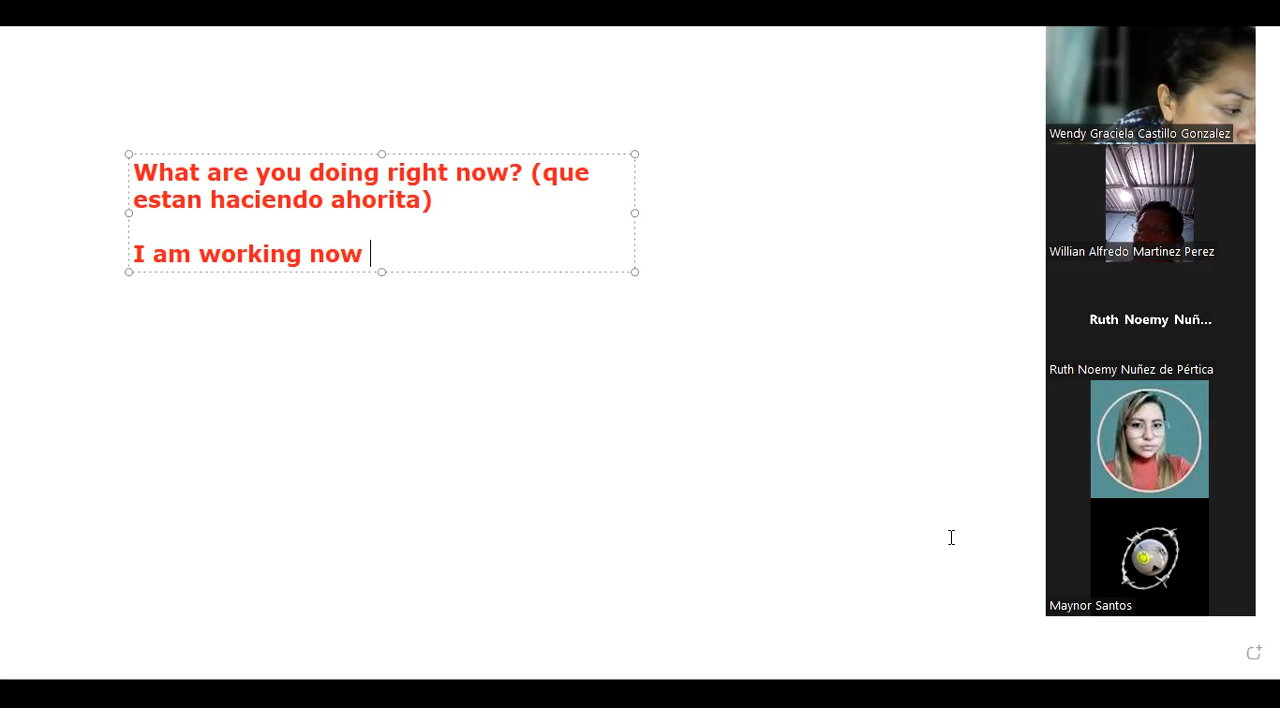 What are you doing right now? (que
estan haciendo ahorita)
I am working now
Wendy Graciela Castillo Gonzalez
Willian Alfredo Martinez Perez
Ruth Noemy Nuñ...
Ruth Noemy Nuñez de Pértica
Maynor Santos